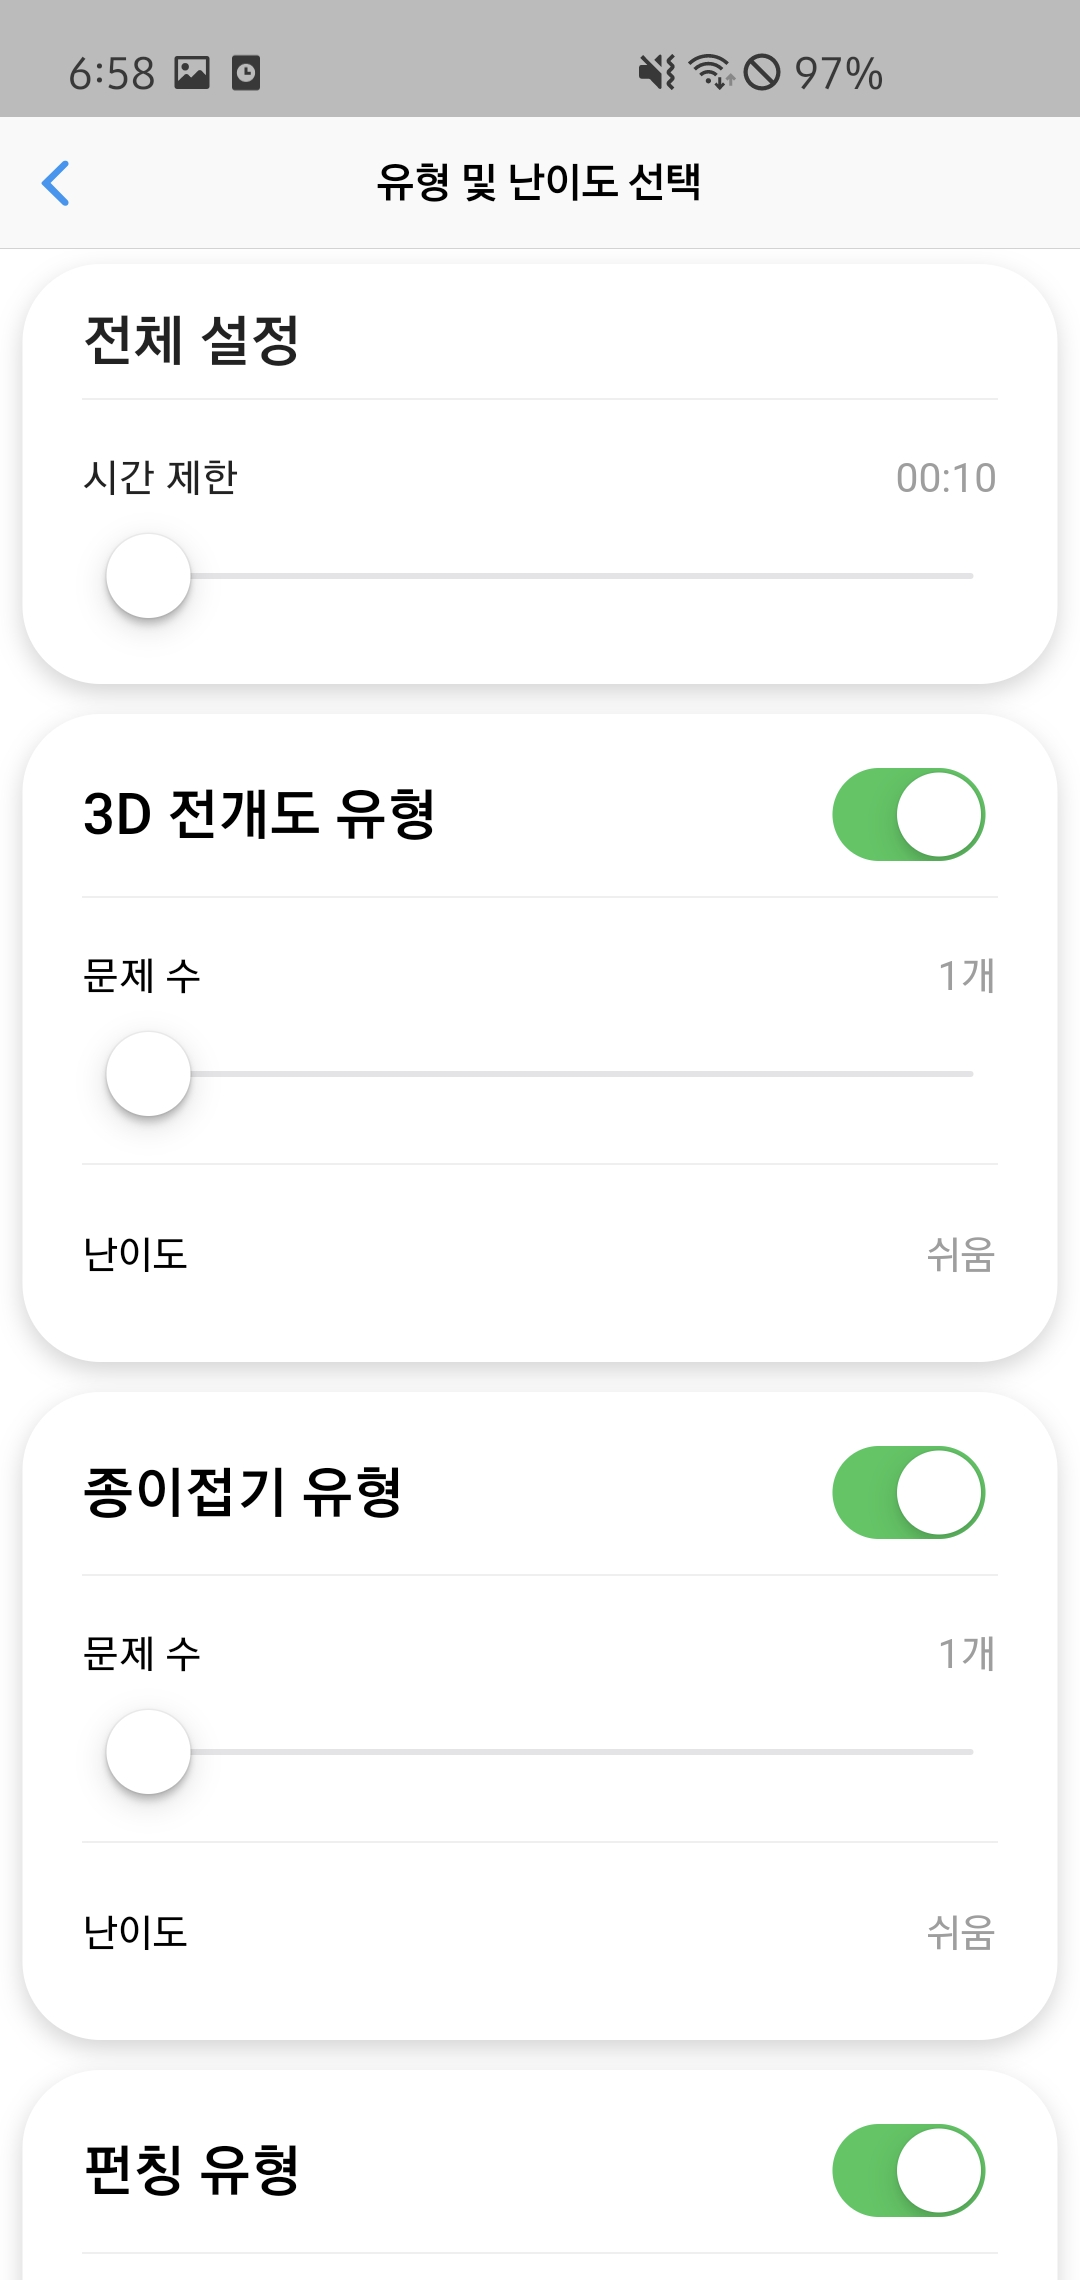 6:58 97%
유형 및 난이도 선택
전체 설정
시간 제한 00:10
3D 전개도 유형
문제 수 1개
난이도 쉬움
종이접기 유형
문제 수 1개
난이도 쉬움
펀칭 유형